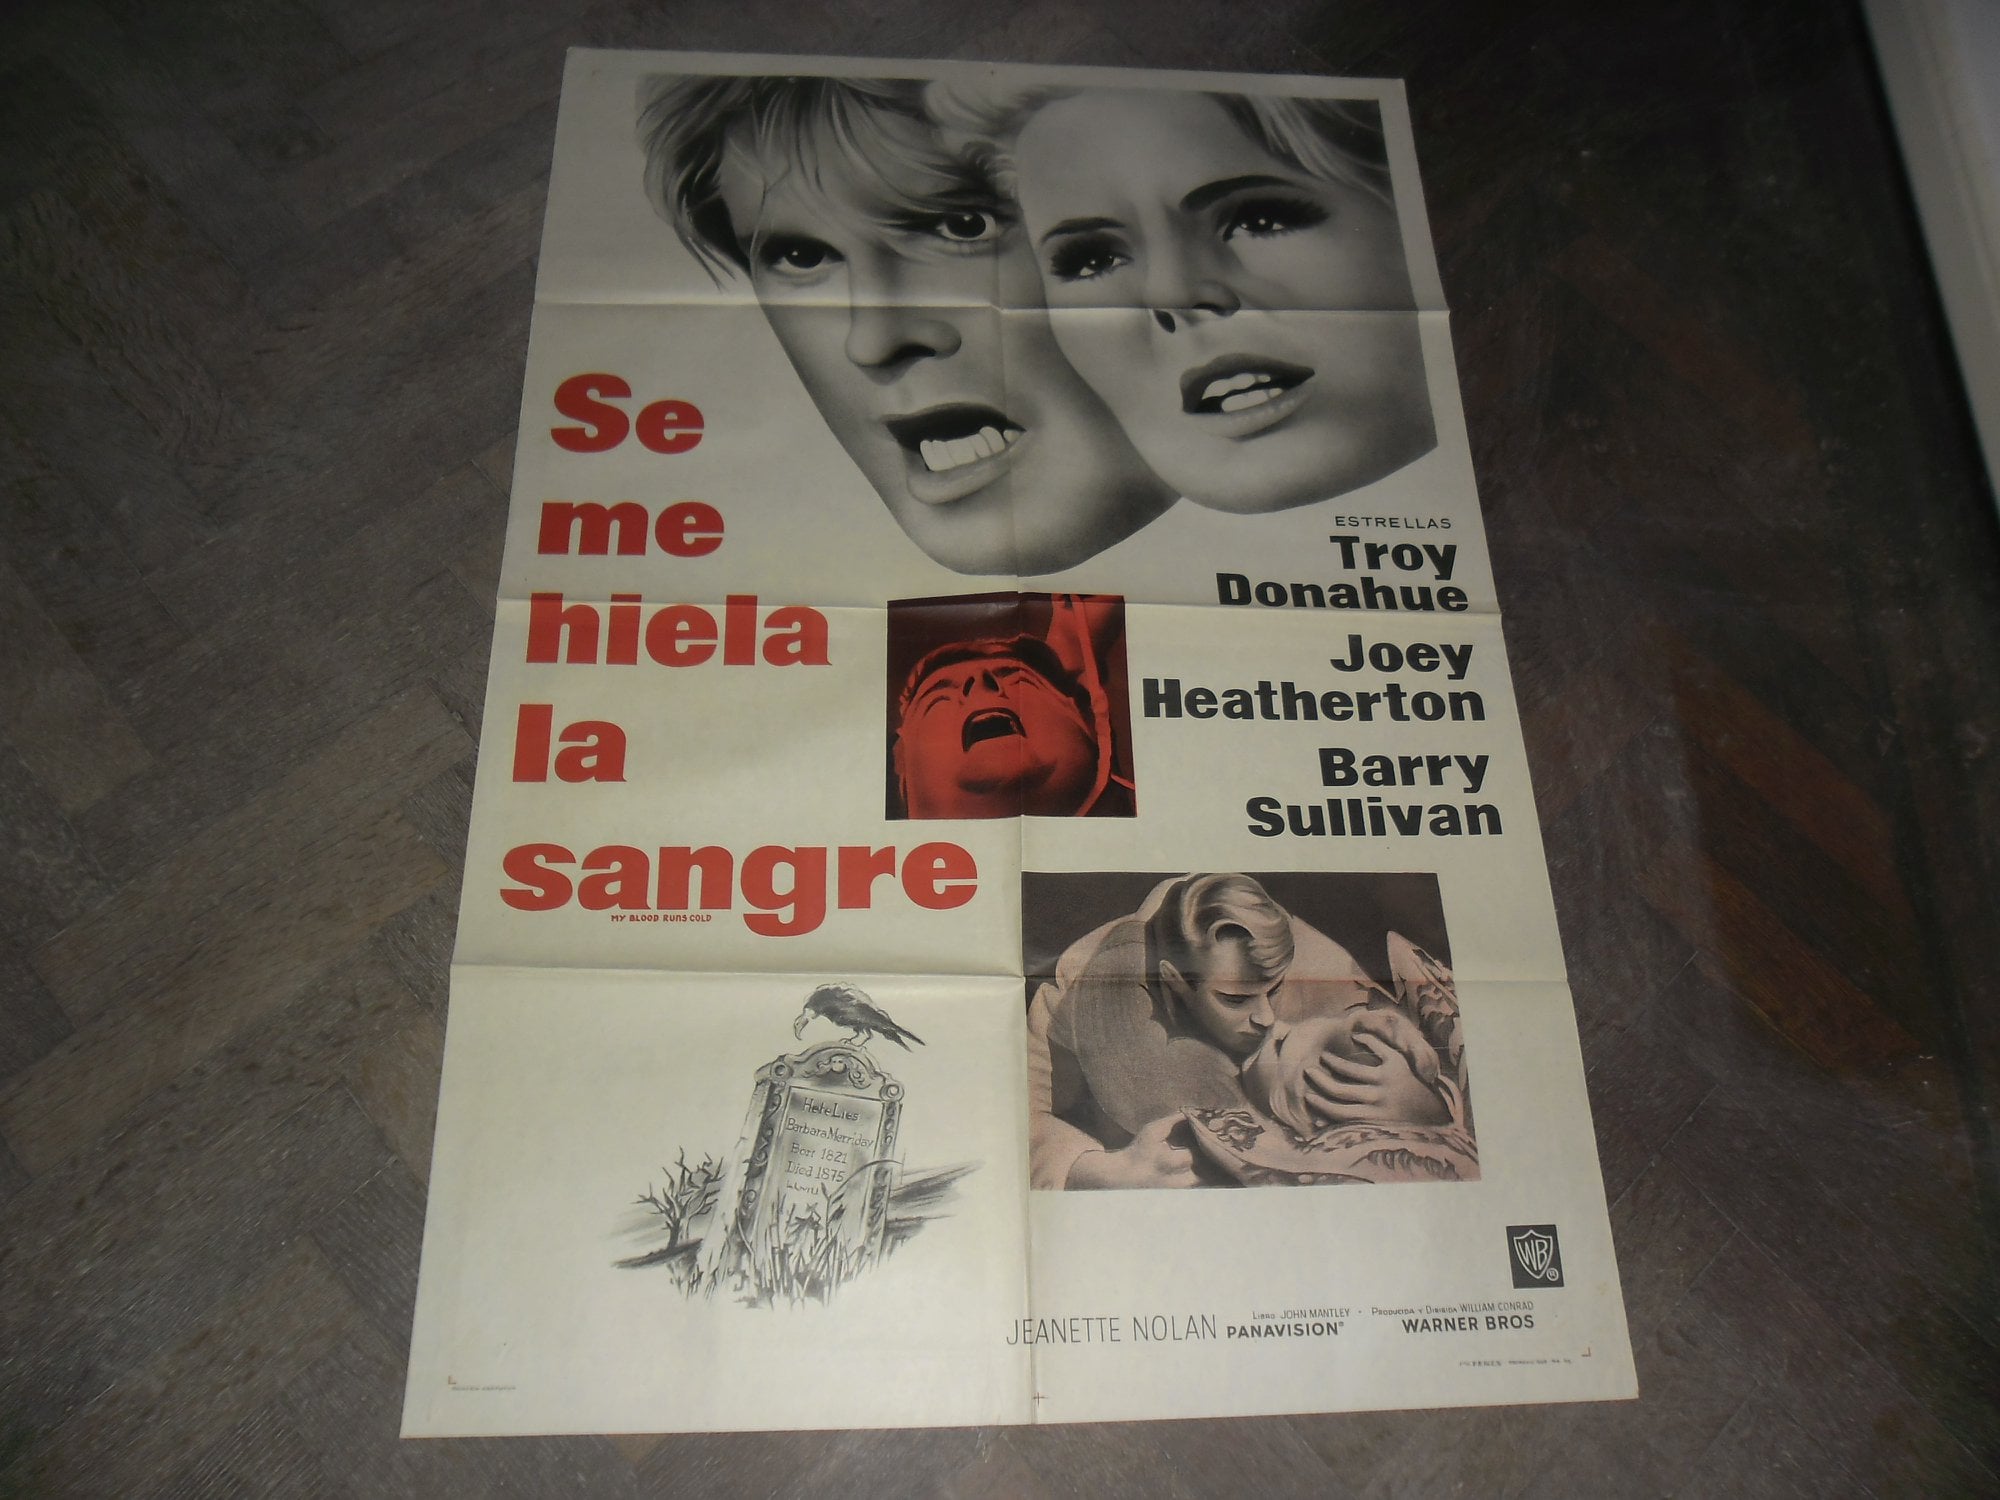 Se
me
hiela
la
sangre
MY BLOOD RUNS COLD
ESTRELLAS
Troy
Donahue
Joey
Heatherton
Barry
Sullivan
Here Lies
Barbara Merriday
Born 1821
Died 1875
WB
JEANETTE NOLAN
LIBRO JOHN MANTLEY · PRODUCIDA Y DIRIGIDA WILLIAM CONRAD
PANAVISION® WARNER BROS